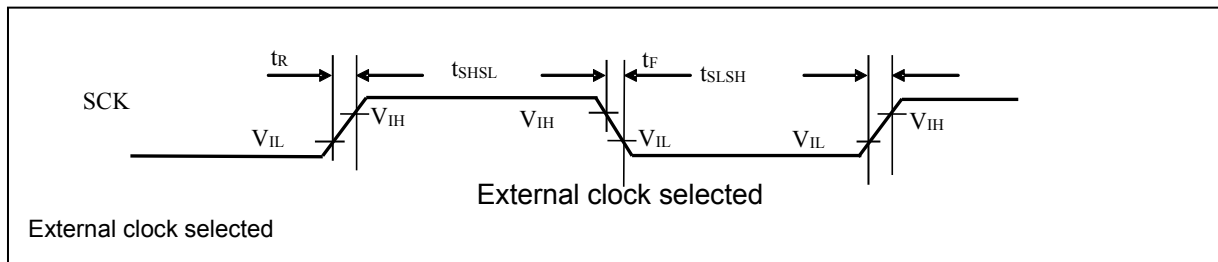 tR tSHSL tF tSLSH
SCK
VIH VIH VIH
VIL VIL VIL
External clock selected
External clock selected